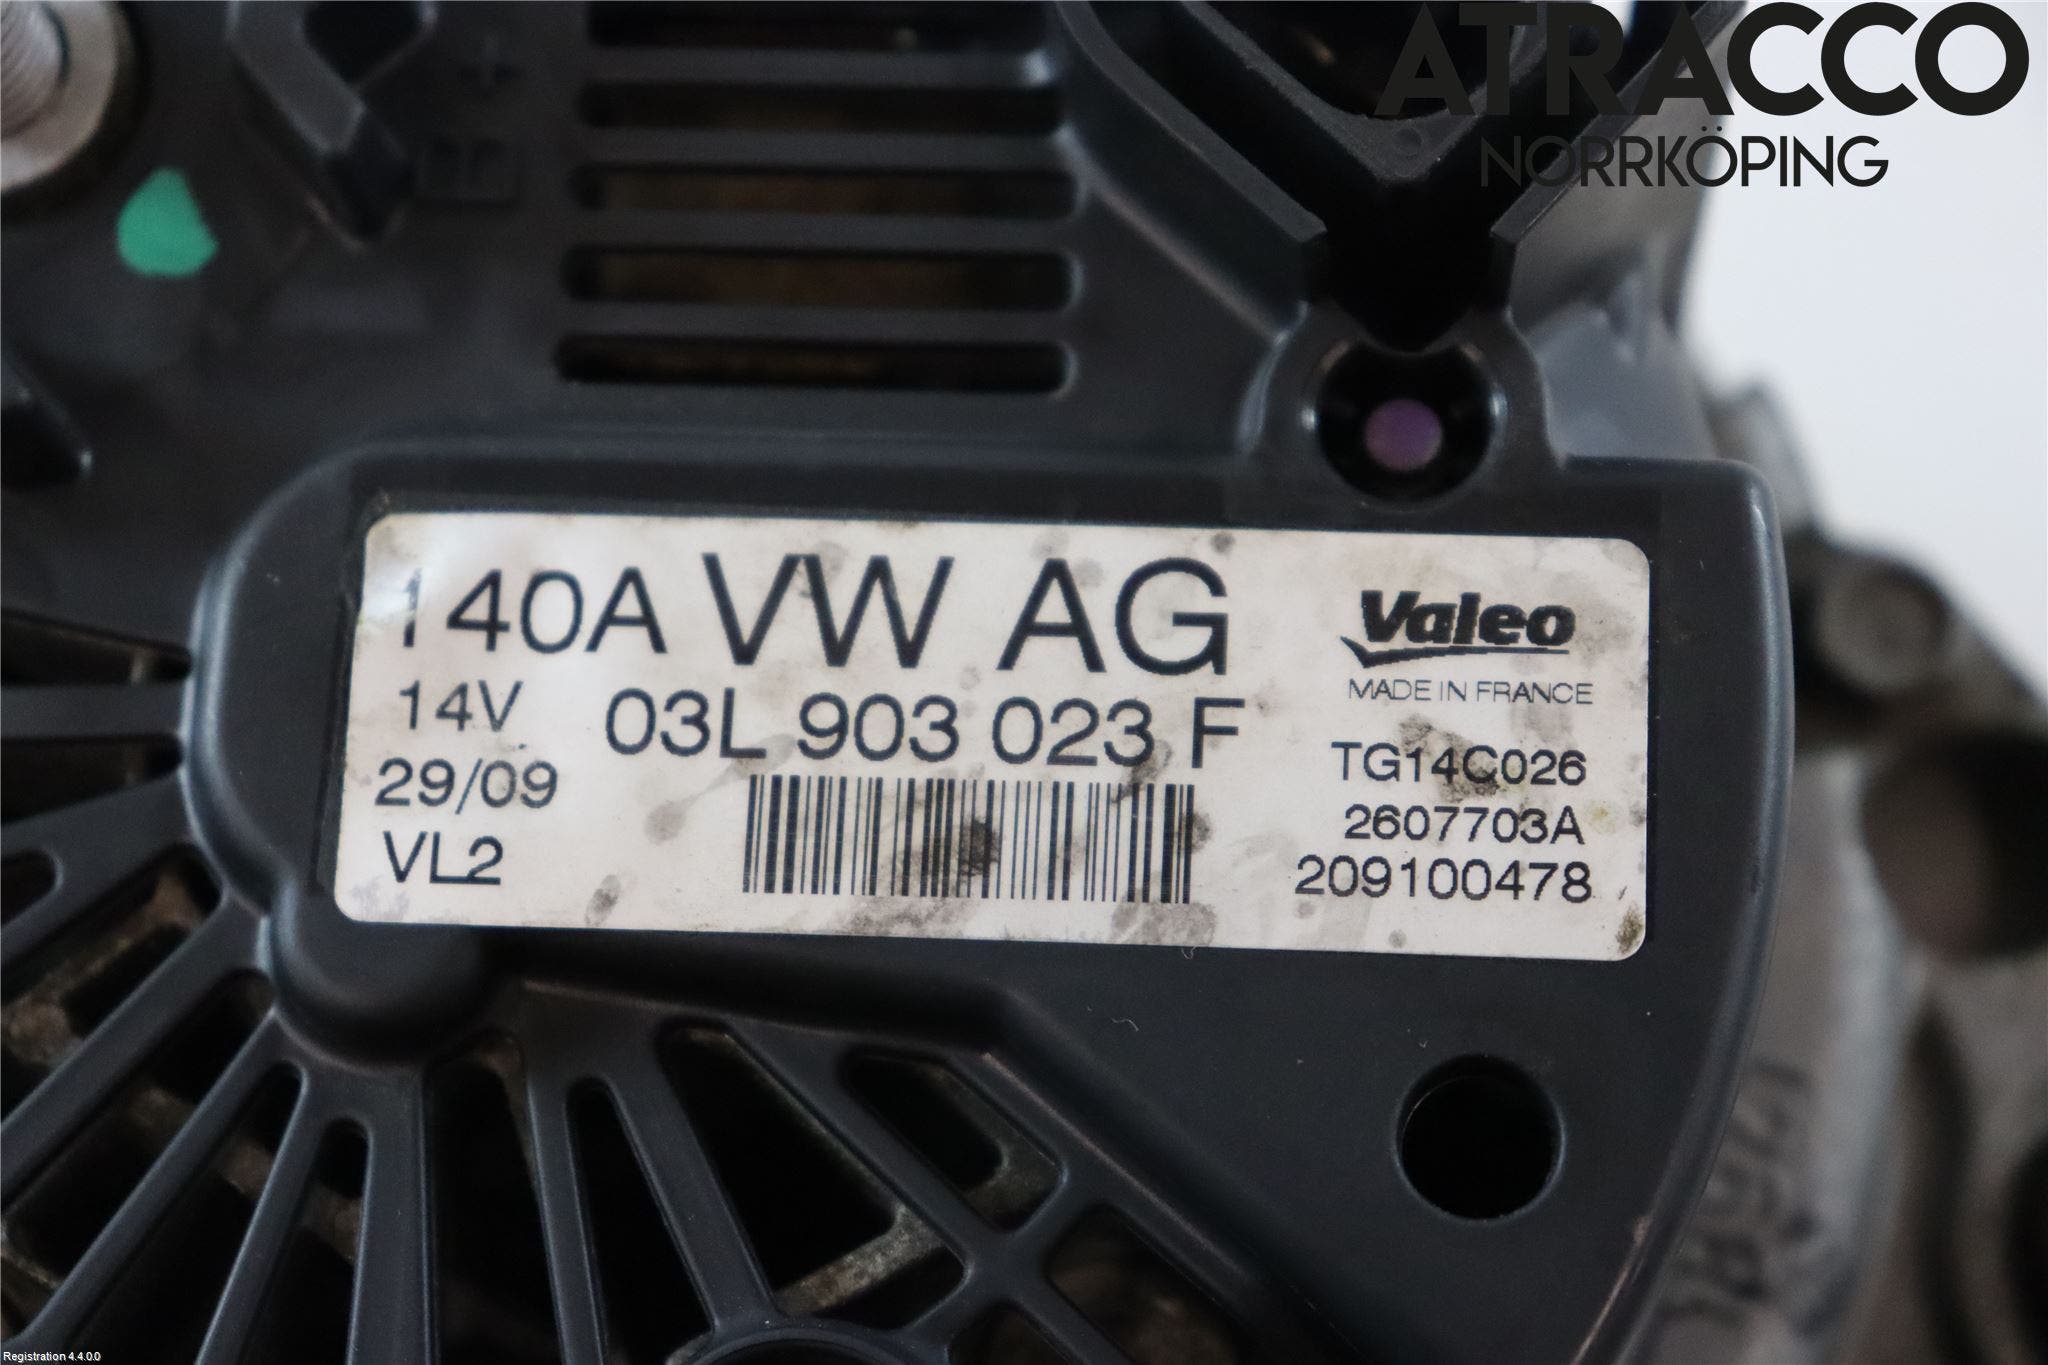 ATRACCO
NORRKÖPING
+
140A VW AG
14V 03L 903 023 F
29/09
VL2
Valeo
MADE IN FRANCE
TG14C026
2607703A
209100478
Registration 4.4.0.0